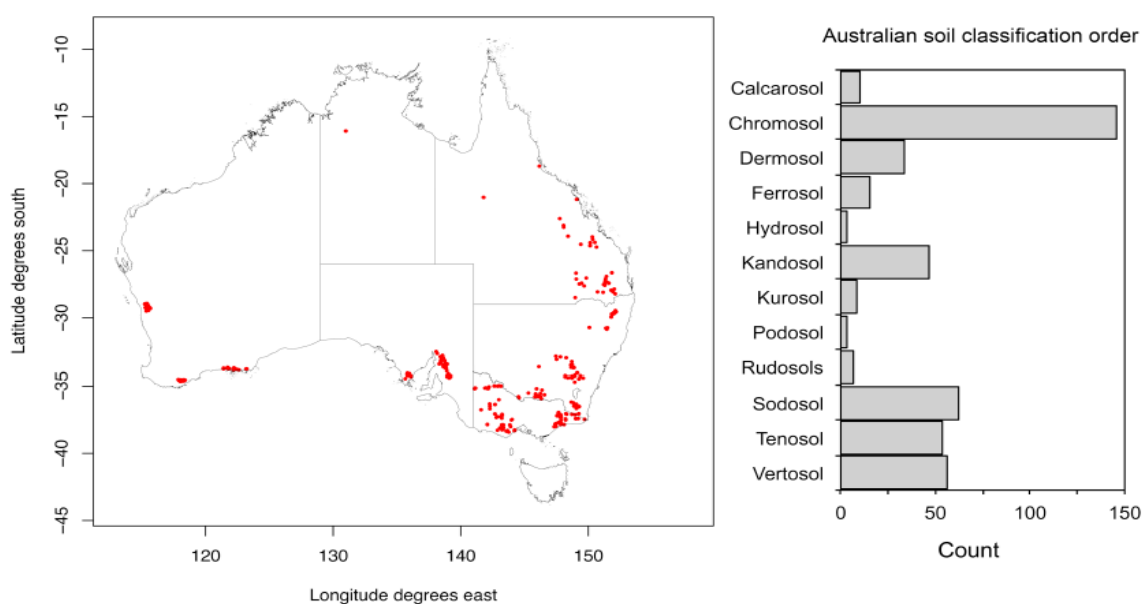 Latitude degrees south
−10
−15
−20
−25
−30
−35
−40
−45
120
130
140
150
Longitude degrees east
Australian soil classification order
Calcarosol
Chromosol
Dermosol
Ferrosol
Hydrosol
Kandosol
Kurosol
Podosol
Rudosols
Sodosol
Tenosol
Vertosol
0
50
100
150
Count